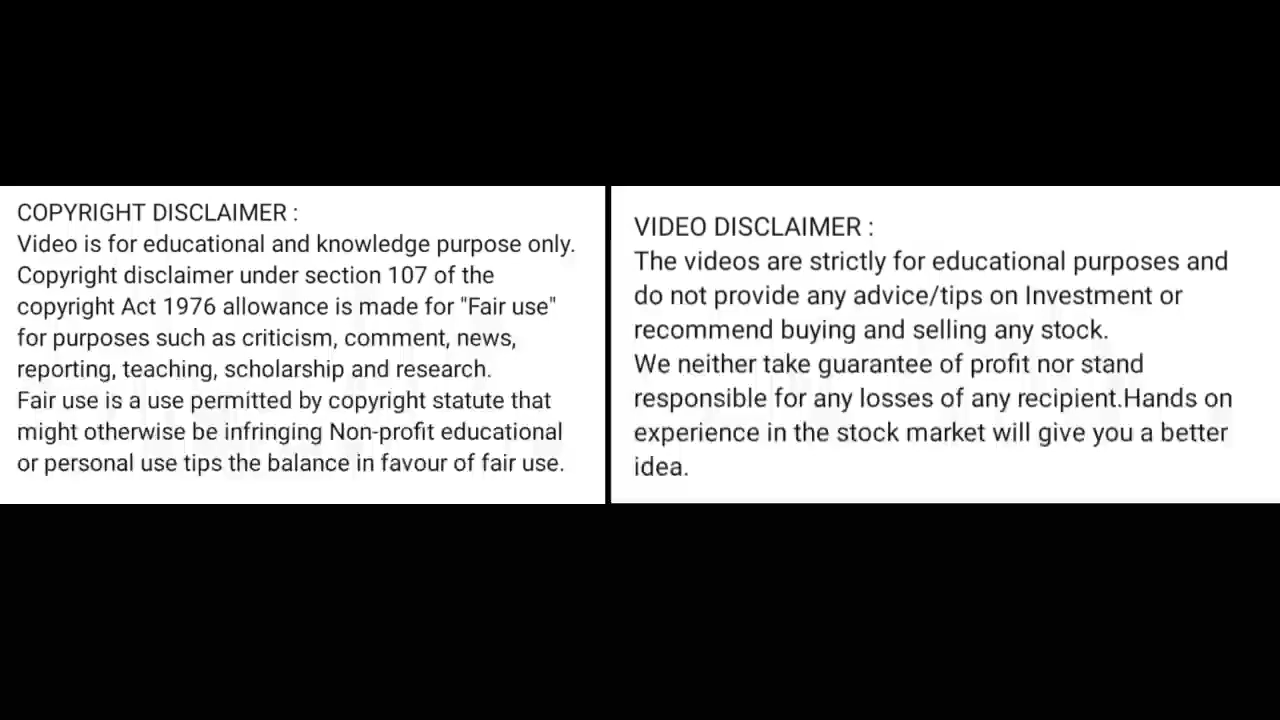 COPYRIGHT DISCLAIMER :
Video is for educational and knowledge purpose only.
Copyright disclaimer under section 107 of the
copyright Act 1976 allowance is made for "Fair use"
for purposes such as criticism, comment, news,
reporting, teaching, scholarship and research.
Fair use is a use permitted by copyright statute that
might otherwise be infringing Non-profit educational
or personal use tips the balance in favour of fair use.
VIDEO DISCLAIMER :
The videos are strictly for educational purposes and
do not provide any advice/tips on Investment or
recommend buying and selling any stock.
We neither take guarantee of profit nor stand
responsible for any losses of any recipient.Hands on
experience in the stock market will give you a better
idea.